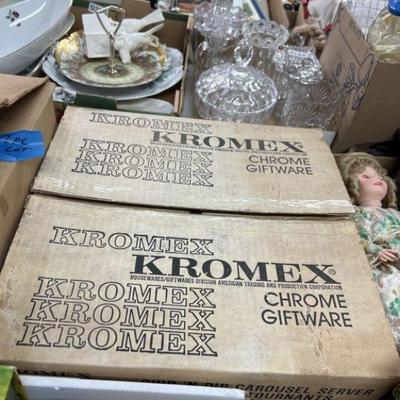 KROMEX
KROMEX
KROMEX
KROMEX
KROMEX
CHROME
GIFTWARE
KROMEX
KROMEX®
HOUSEWARES/GIFTWARES DIVISION AMERICAN TRADING AND PRODUCTION CORPORATION
KROMEX
KROMEX
KROMEX
CHROME
GIFTWARE
CAROUSEL SERVER
LOT